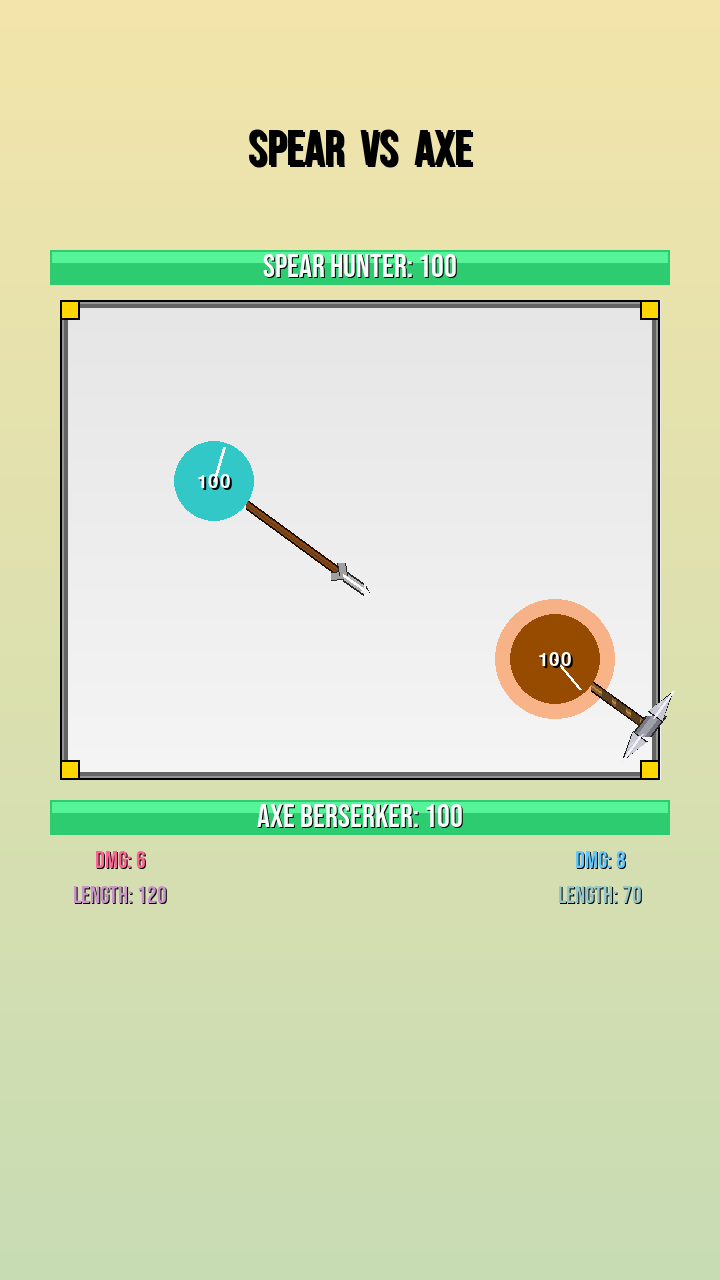 SPEAR VS AXE
SPEAR HUNTER: 100
100
100
AXE BERSERKER: 100
DMG: 6
DMG: 8
LENGTH: 120
LENGTH: 70